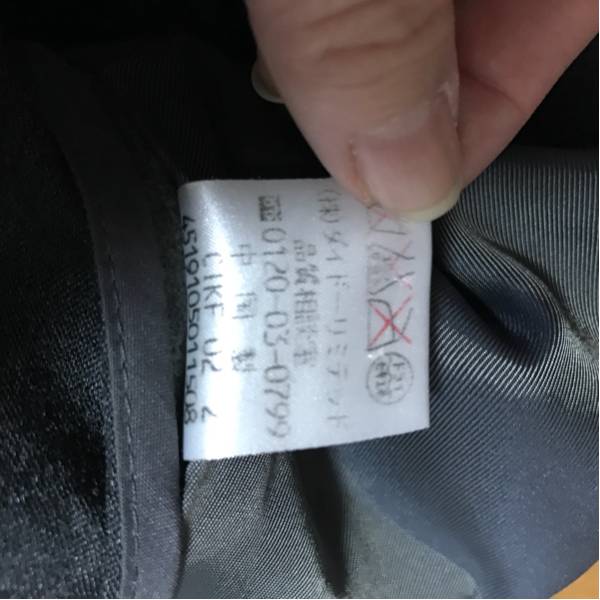 (株)ダイドーリミテッド
品質相談室
0120-03-0799
中国製
CIKF 02 4
4519105011508